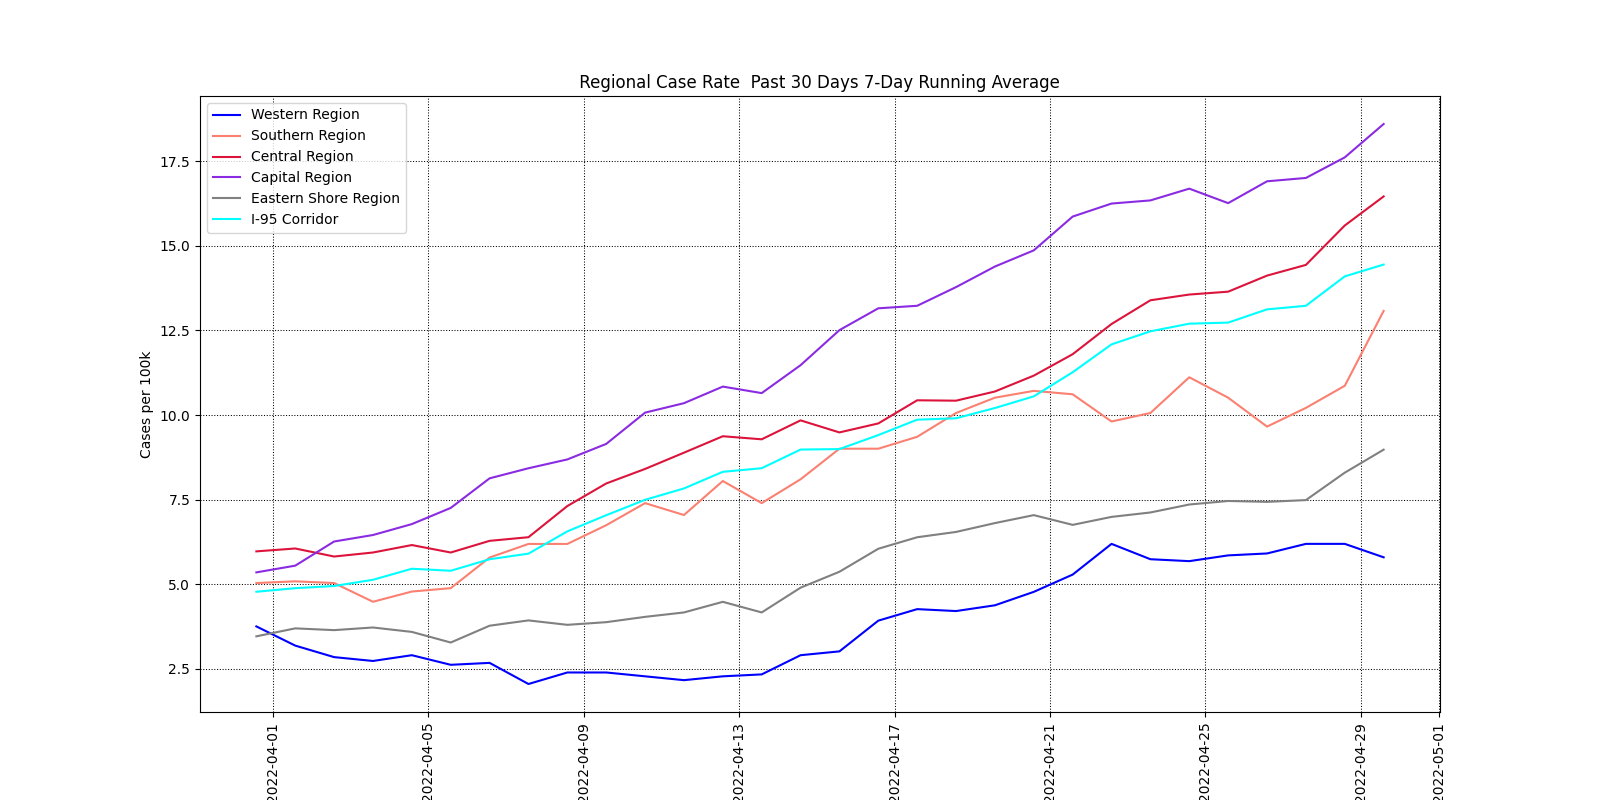 Regional Case Rate  Past 30 Days 7-Day Running Average
Western Region
Southern Region
Central Region
Capital Region
Eastern Shore Region
I-95 Corridor
Cases per 100k
17.5
15.0
12.5
10.0
7.5
5.0
2.5
2022-04-01
2022-04-05
2022-04-09
2022-04-13
2022-04-17
2022-04-21
2022-04-25
2022-04-29
2022-05-01